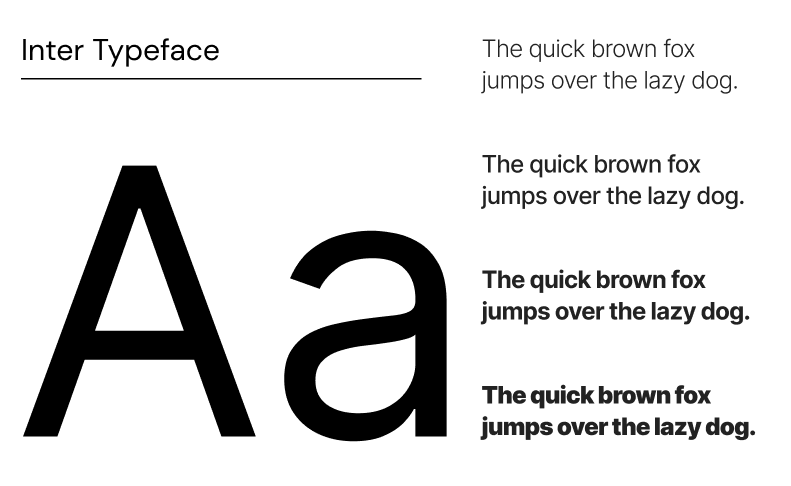 Inter Typeface
Aa
The quick brown fox
jumps over the lazy dog.
The quick brown fox
jumps over the lazy dog.
The quick brown fox
jumps over the lazy dog.
The quick brown fox
jumps over the lazy dog.